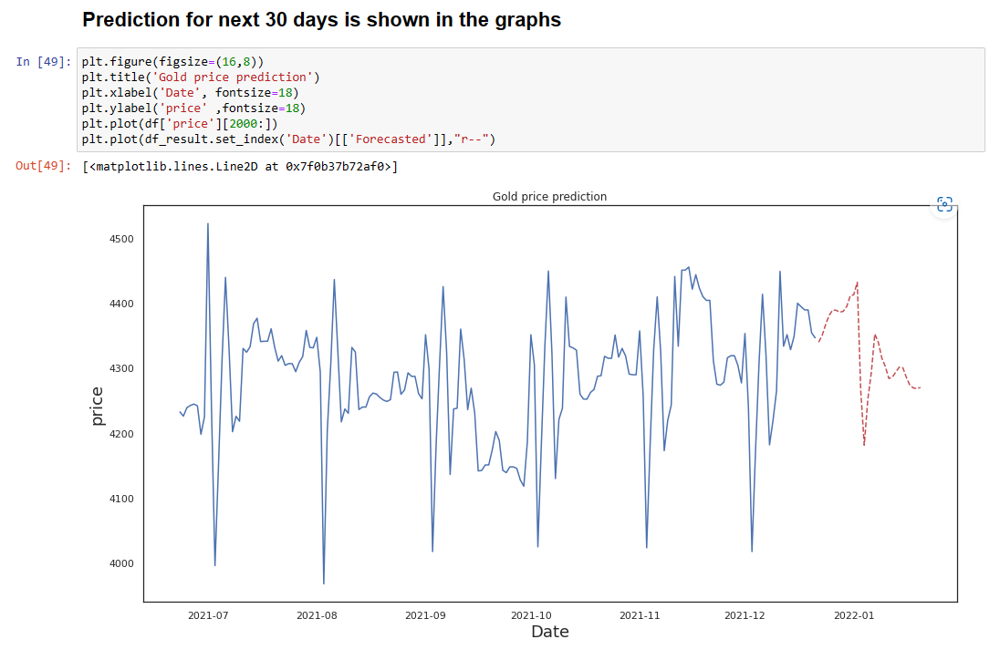 Prediction for next 30 days is shown in the graphs
In [49]: plt.figure(figsize=(16,8))
plt.title('Gold price prediction')
plt.xlabel('Date', fontsize=18)
plt.ylabel('price' ,fontsize=18)
plt.plot(df['price'][2000:])
plt.plot(df_result.set_index('Date')[['Forecasted']],"r--")
Out[49]: [<matplotlib.lines.Line2D at 0x7f0b37b72af0>]
Gold price prediction
4500
4400
4300
4200
4100
4000
price
2021-07 2021-08 2021-09 2021-10 2021-11 2021-12 2022-01
Date